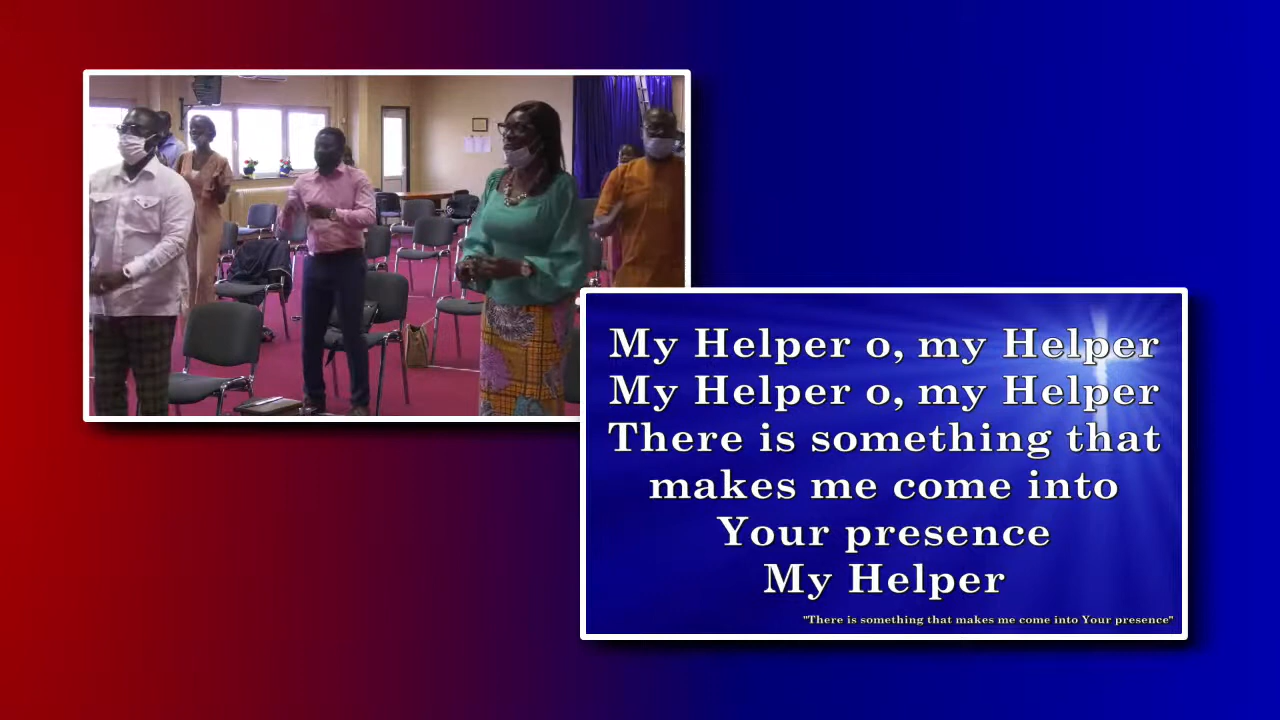 My Helper o, my Helper
My Helper o, my Helper
There is something that
makes me come into
Your presence
My Helper
"There is something that makes me come into Your presence"